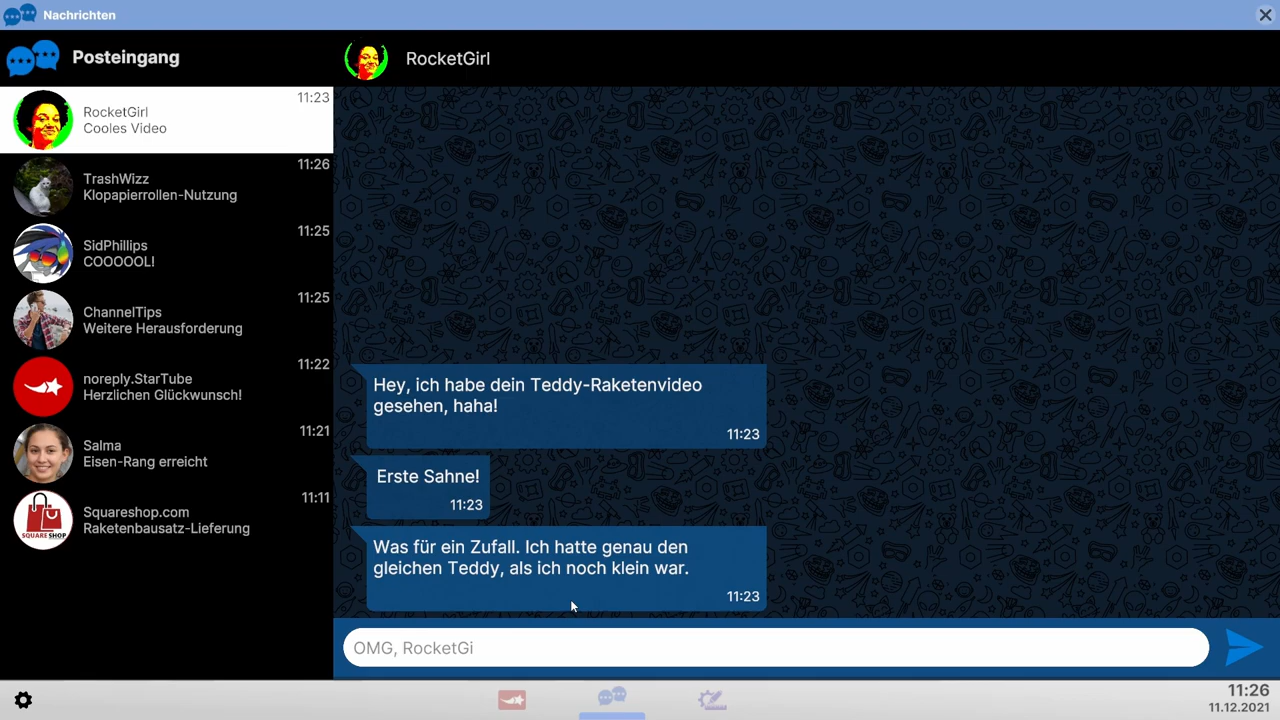 Nachrichten
Posteingang
RocketGirl
11:23
RocketGirl
Cooles Video
11:26
TrashWizz
Klopapierrollen-Nutzung
11:25
SidPhillips
COOOOOL!
11:25
ChannelTips
Weitere Herausforderung
11:22
noreply.StarTube
Herzlichen Glückwunsch!
11:21
Salma
Eisen-Rang erreicht
11:11
Squareshop.com
Raketenbausatz-Lieferung
SQUARE SHOP
Hey, ich habe dein Teddy-Raketenvideo
gesehen, haha!
11:23
Erste Sahne!
11:23
Was für ein Zufall. Ich hatte genau den
gleichen Teddy, als ich noch klein war.
11:23
OMG, RocketGi
11:26
11.12.2021